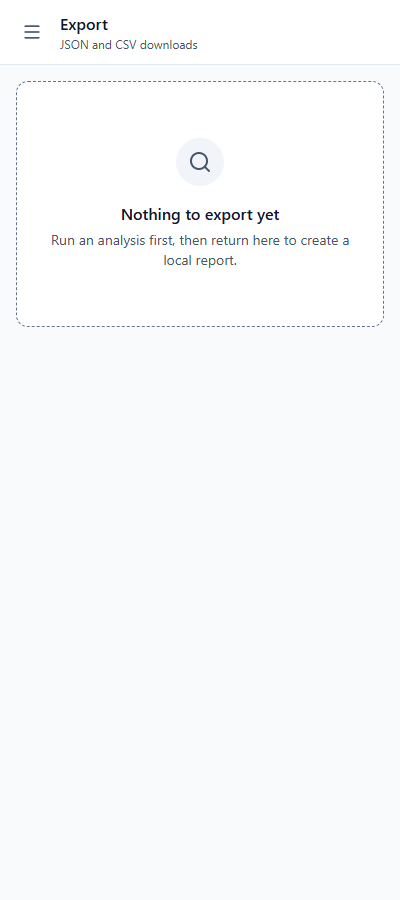 Export
JSON and CSV downloads
Nothing to export yet
Run an analysis first, then return here to create a
local report.